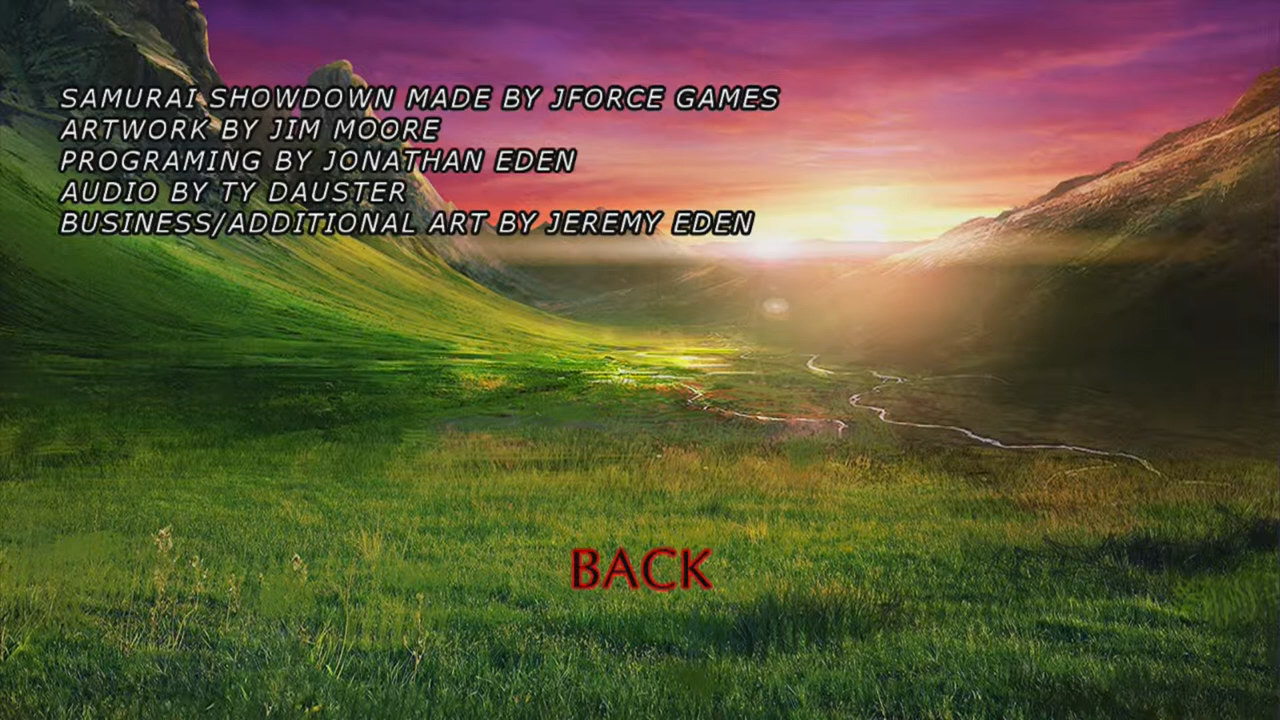 SAMURAI SHOWDOWN MADE BY JFORCE GAMES
ARTWORK BY JIM MOORE
PROGRAMING BY JONATHAN EDEN
AUDIO BY TY DAUSTER
BUSINESS/ADDITIONAL ART BY JEREMY EDEN
BACK